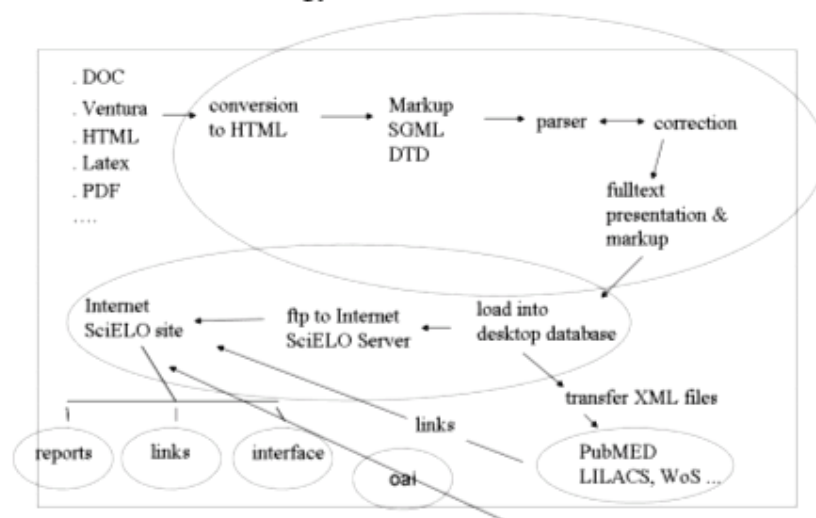 . DOC
. Ventura
. HTML
. Latex
. PDF
....
conversion
to HTML
Markup
SGML
DTD
parser
correction
fulltext
presentation &
markup
Internet
SciELO site
ftp to Internet
SciELO Server
load into
desktop database
transfer XML files
links
PubMED
LILACS, WoS ...
reports
links
interface
oai